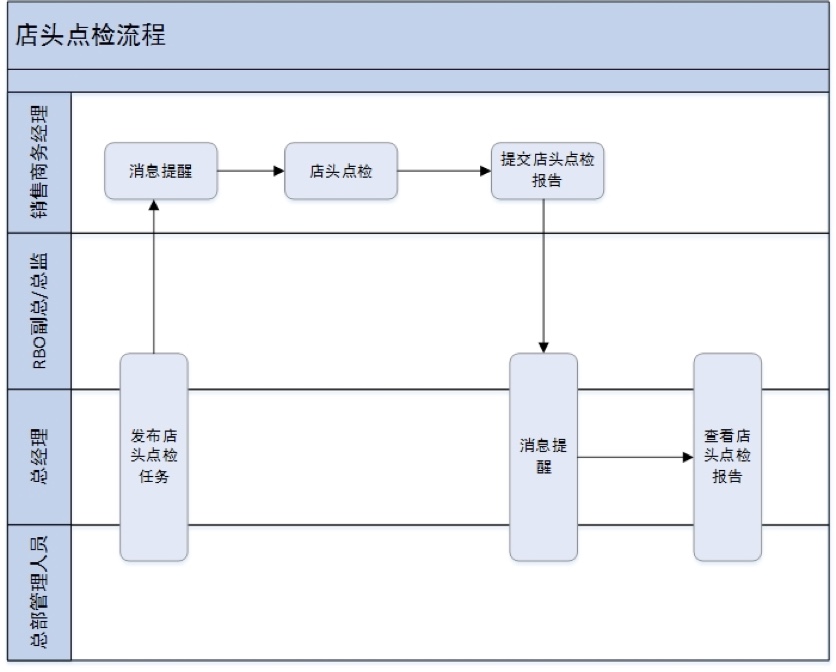 店头点检流程
销售商务经理
消息提醒
店头点检
提交店头点检
报告
RBO副总/总监
总经理
发布店
头点检
任务
消息提
醒
查看店
头点检
报告
总部管理人员